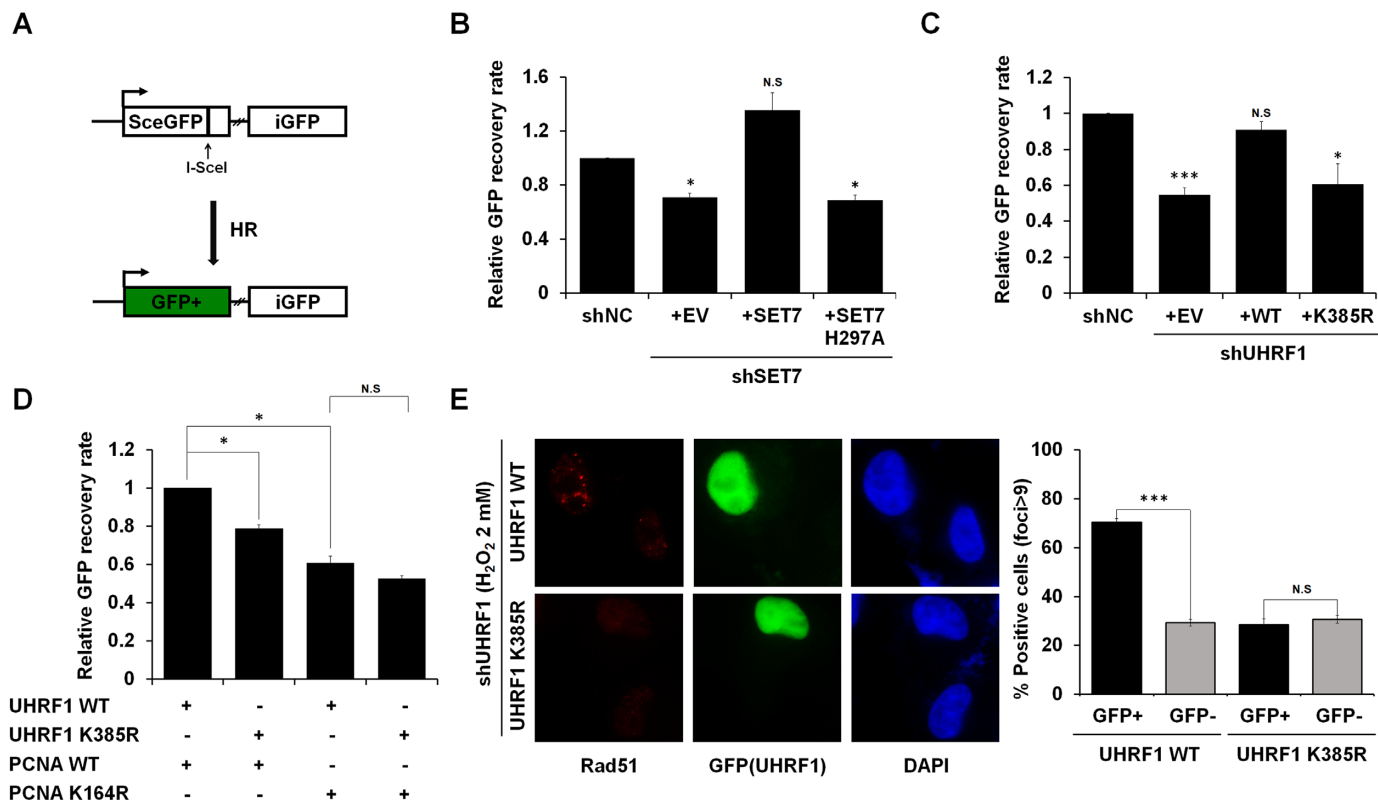 A
SceGFP
iGFP
I-SceI
HR
GFP+
iGFP
B
Relative GFP recovery rate
1.6
1.2
0.8
0.4
0
*
N.S
*
shNC
+EV
+SET7
+SET7
H297A
shSET7
C
Relative GFP recovery rate
1.2
1
0.8
0.6
0.4
0.2
0
***
N.S
*
shNC
+EV
+WT
+K385R
shUHRF1
D
Relative GFP recovery rate
1.2
1
0.8
0.6
0.4
0.2
0
*
*
N.S
UHRF1 WT + - + -
UHRF1 K385R - + - +
PCNA WT + + - -
PCNA K164R - - + +
E
shUHRF1 (H₂O₂ 2 mM)
UHRF1 WT
UHRF1 K385R
Rad51
GFP(UHRF1)
DAPI
% Positive cells (foci>9)
100
80
60
40
20
0
***
N.S
GFP+ GFP- GFP+ GFP-
UHRF1 WT UHRF1 K385R